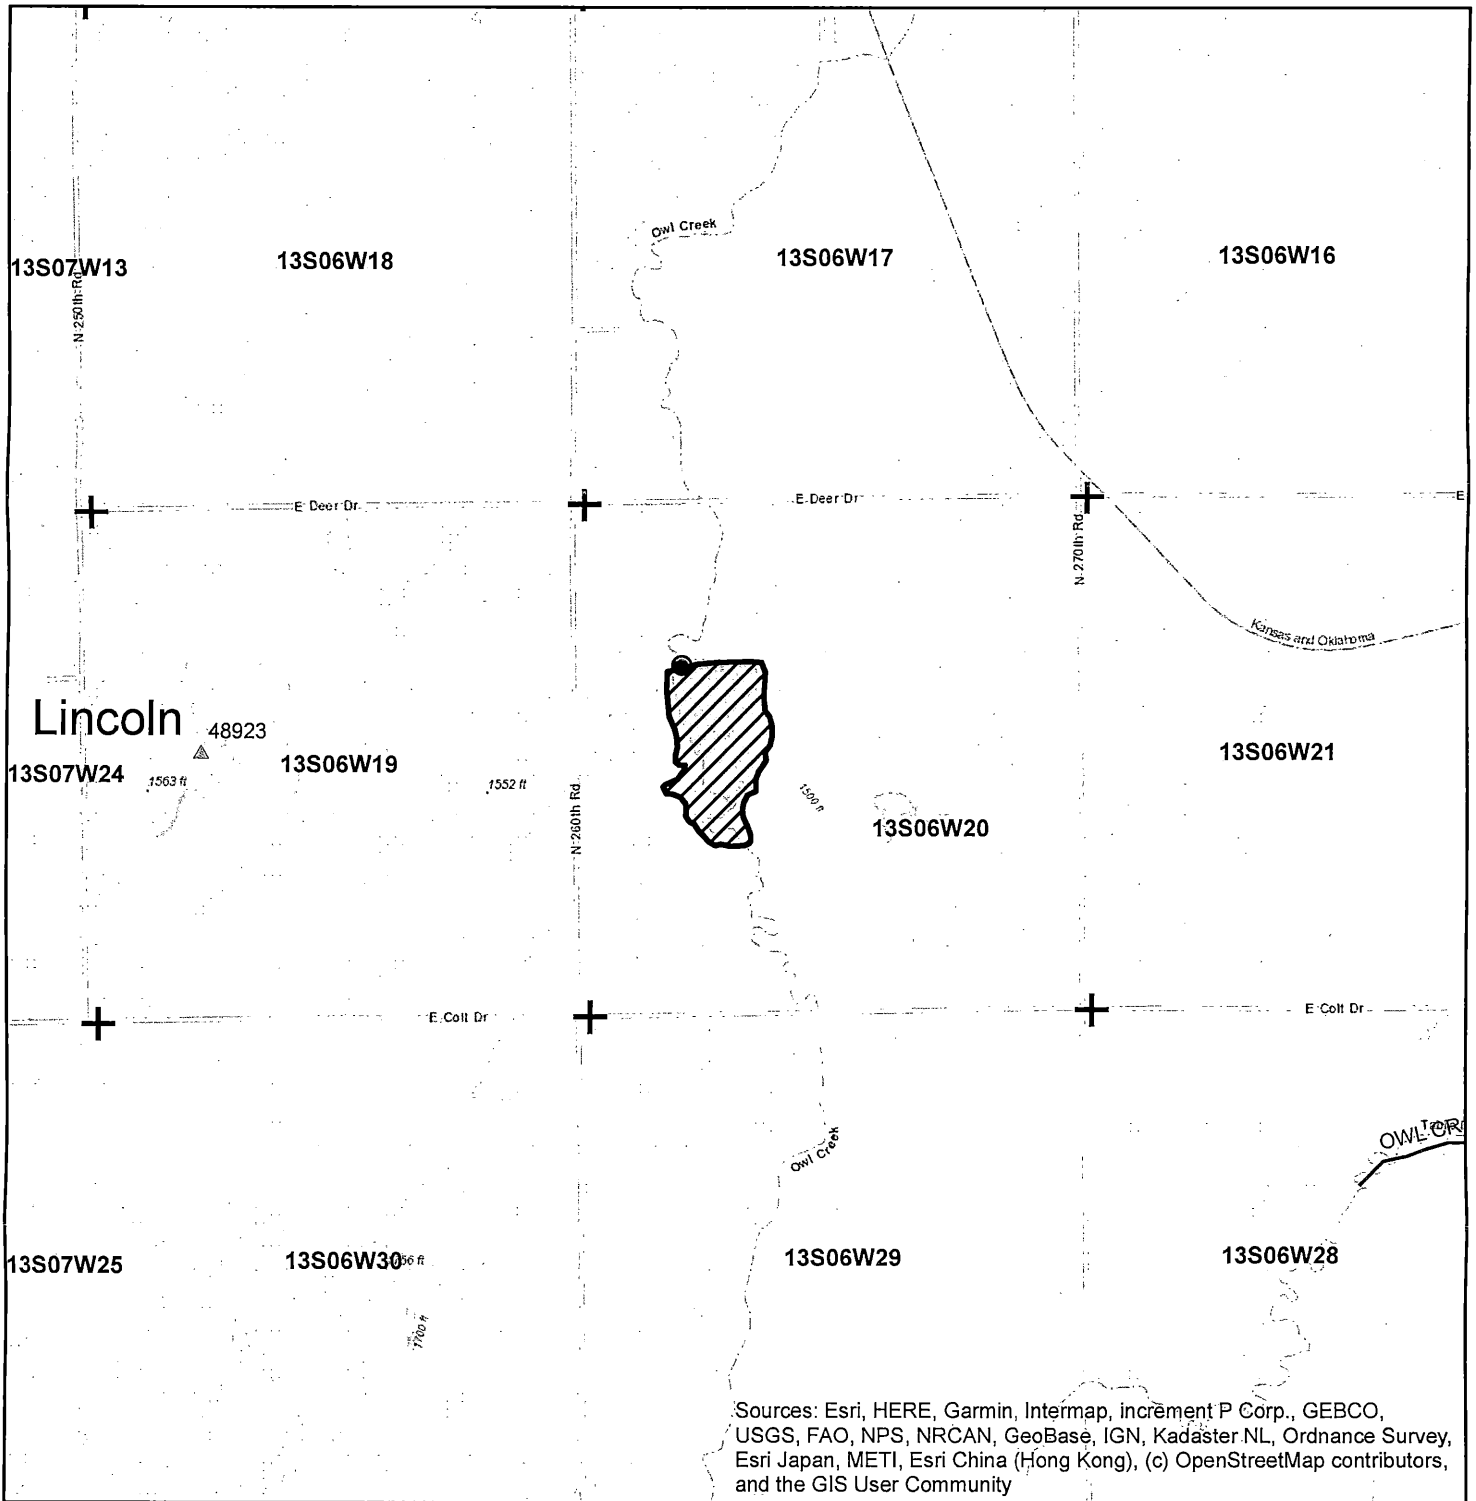 Owl Creek
13S07W13
13S06W18
13S06W17
13S06W16
N 250th Rd
E Deer Dr
E Deer Dr
E
N 270th Rd
Kansas and Oklahoma
Lincoln
48923
13S07W24
1563 ft
13S06W19
1552 ft
N 260th Rd
1500 ft
13S06W20
13S06W21
E Colt Dr
E Colt Dr
Owl Creek
OWL CR
13S07W25
13S06W30
13S06W29
13S06W28
1700 ft
Sources: Esri, HERE, Garmin, Intermap, increment P Corp., GEBCO,
USGS, FAO, NPS, NRCAN, GeoBase, IGN, Kadaster NL, Ordnance Survey,
Esri Japan, METI, Esri China (Hong Kong), (c) OpenStreetMap contributors,
and the GIS User Community